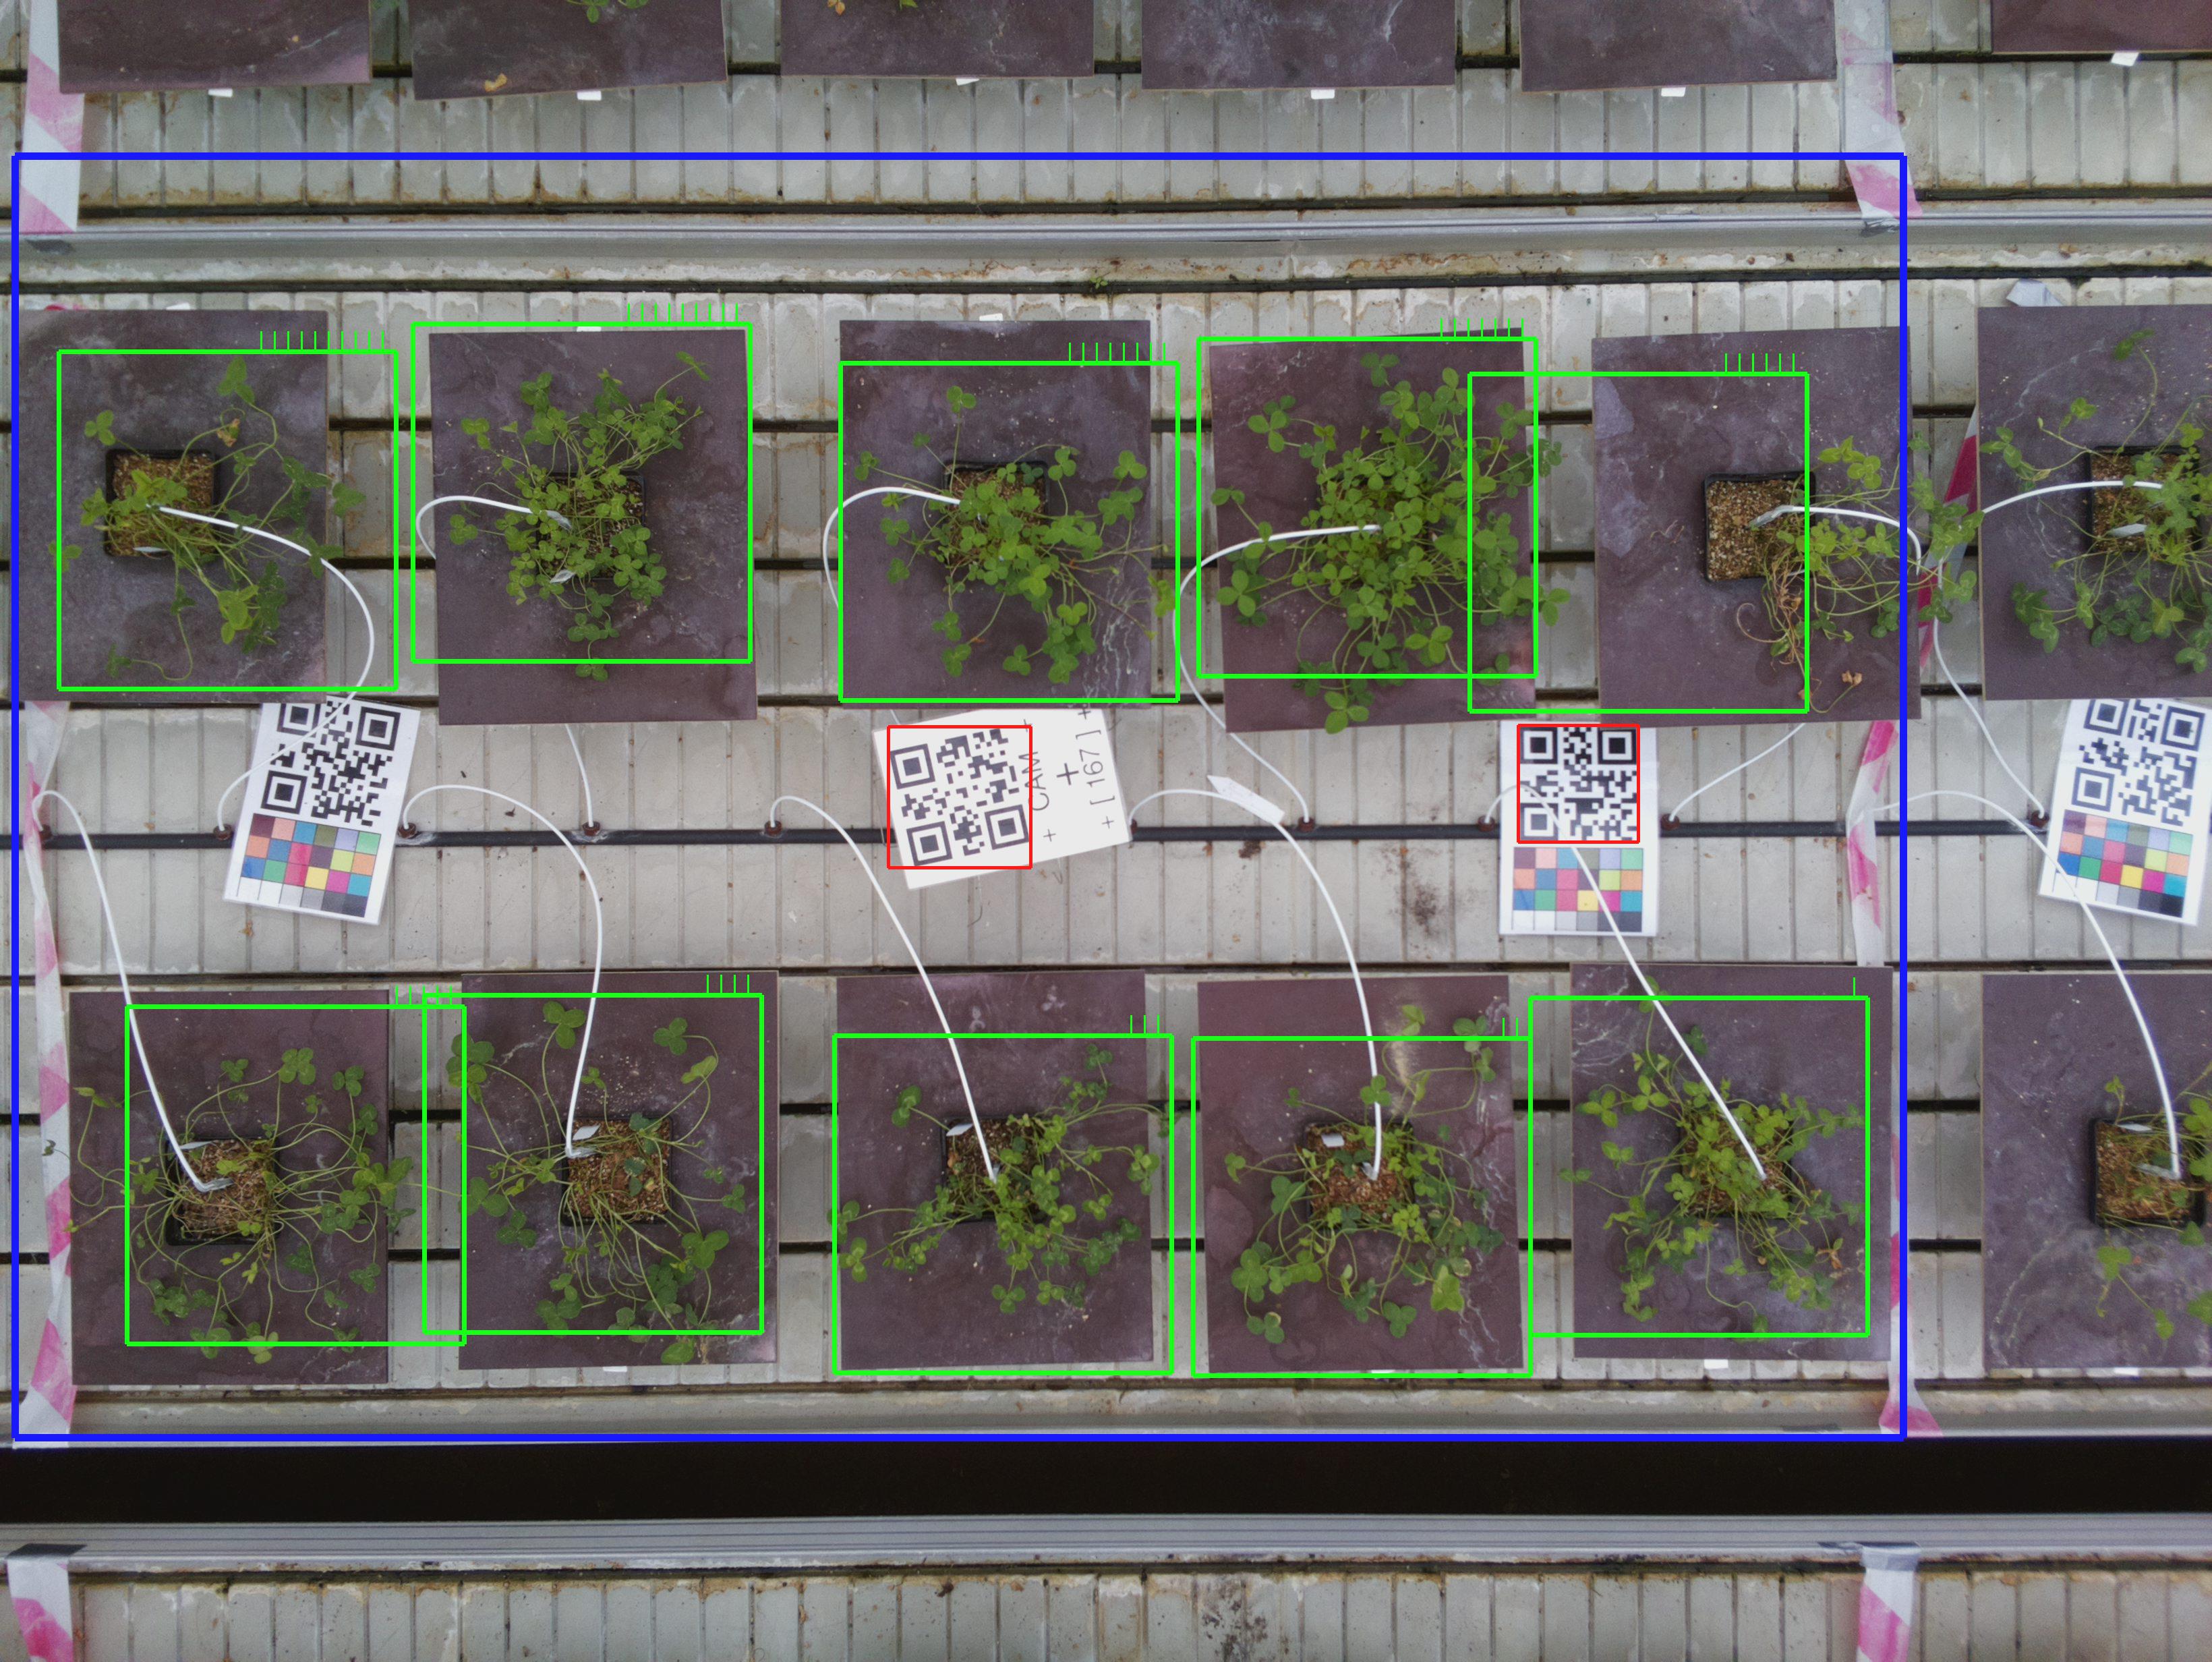 + CAM +
+
+ [ 167 ] +